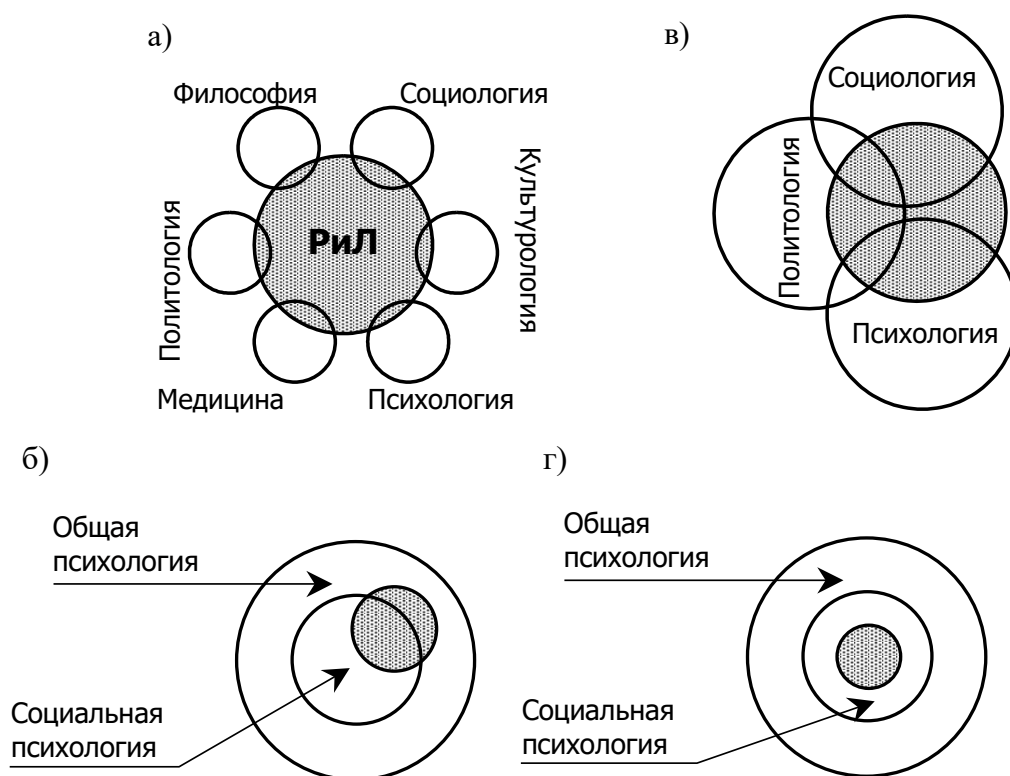 а)
в)
Философия
Социология
Культурология
Политология
РиЛ
Медицина
Психология
Социология
Политология
Психология
б)
г)
Общая
психология
Социальная
психология
Общая
психология
Социальная
психология